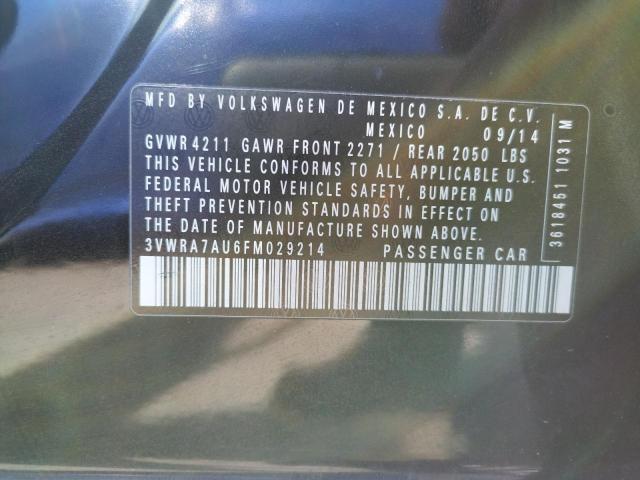 MFD BY VOLKSWAGEN DE MEXICO S.A. DE C.V.
MEXICO 09/14
GVWR 4211 GAWR FRONT 2271 / REAR 2050 LBS
THIS VEHICLE CONFORMS TO ALL APPLICABLE U.S.
FEDERAL MOTOR VEHICLE SAFETY, BUMPER AND
THEFT PREVENTION STANDARDS IN EFFECT ON
THE DATE OF MANUFACTURE SHOWN ABOVE.
3VWRA7AU6FM029214 PASSENGER CAR
3618461 1031 M